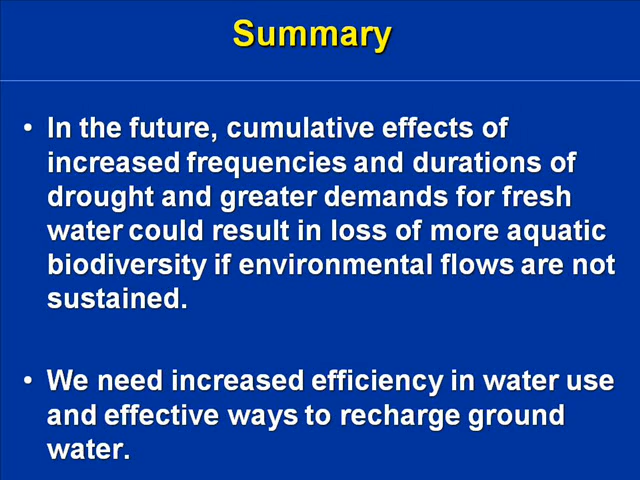 Summary
• In the future, cumulative effects of
increased frequencies and durations of
drought and greater demands for fresh
water could result in loss of more aquatic
biodiversity if environmental flows are not
sustained.
• We need increased efficiency in water use
and effective ways to recharge ground
water.